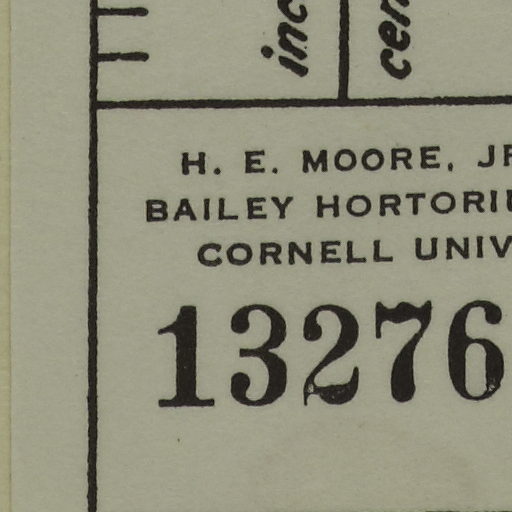 inc
cen
H. E. MOORE, JR
BAILEY HORTORIU
CORNELL UNIV
13276